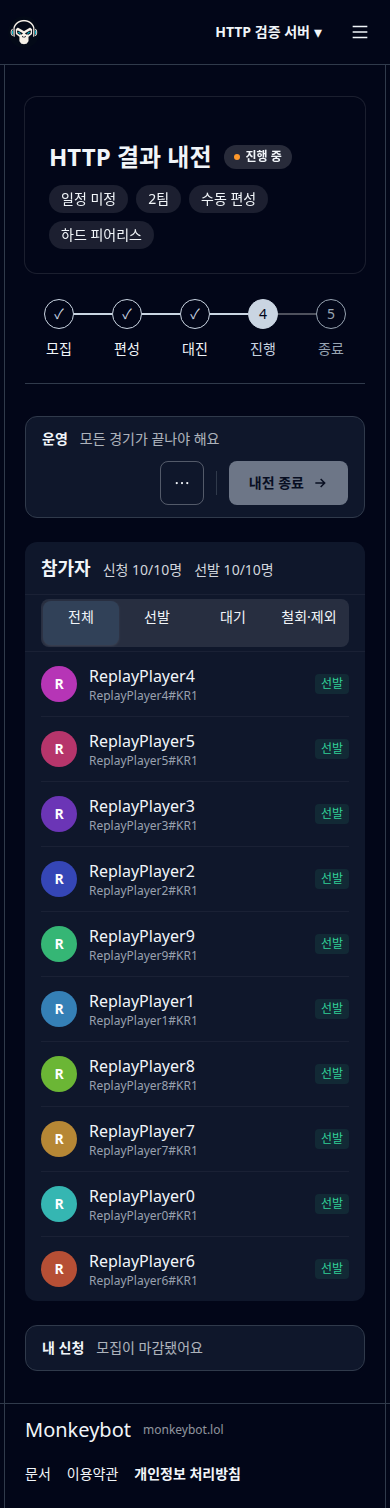 HTTP 검증 서버 ▼
HTTP 결과 내전 진행 중
일정 미정 2팀 수동 편성
하드 피어리스
✓ ✓ ✓ 4 5
모집 편성 대진 진행 종료
운영 모든 경기가 끝나야 해요
⋯ 내전 종료 →
참가자 신청 10/10명 선발 10/10명
전체 선발 대기 철회·제외
R ReplayPlayer4 선발
ReplayPlayer4#KR1
R ReplayPlayer5 선발
ReplayPlayer5#KR1
R ReplayPlayer3 선발
ReplayPlayer3#KR1
R ReplayPlayer2 선발
ReplayPlayer2#KR1
R ReplayPlayer9 선발
ReplayPlayer9#KR1
R ReplayPlayer1 선발
ReplayPlayer1#KR1
R ReplayPlayer8 선발
ReplayPlayer8#KR1
R ReplayPlayer7 선발
ReplayPlayer7#KR1
R ReplayPlayer0 선발
ReplayPlayer0#KR1
R ReplayPlayer6 선발
ReplayPlayer6#KR1
내 신청 모집이 마감됐어요
Monkeybot monkeybot.lol
문서 이용약관 개인정보 처리방침